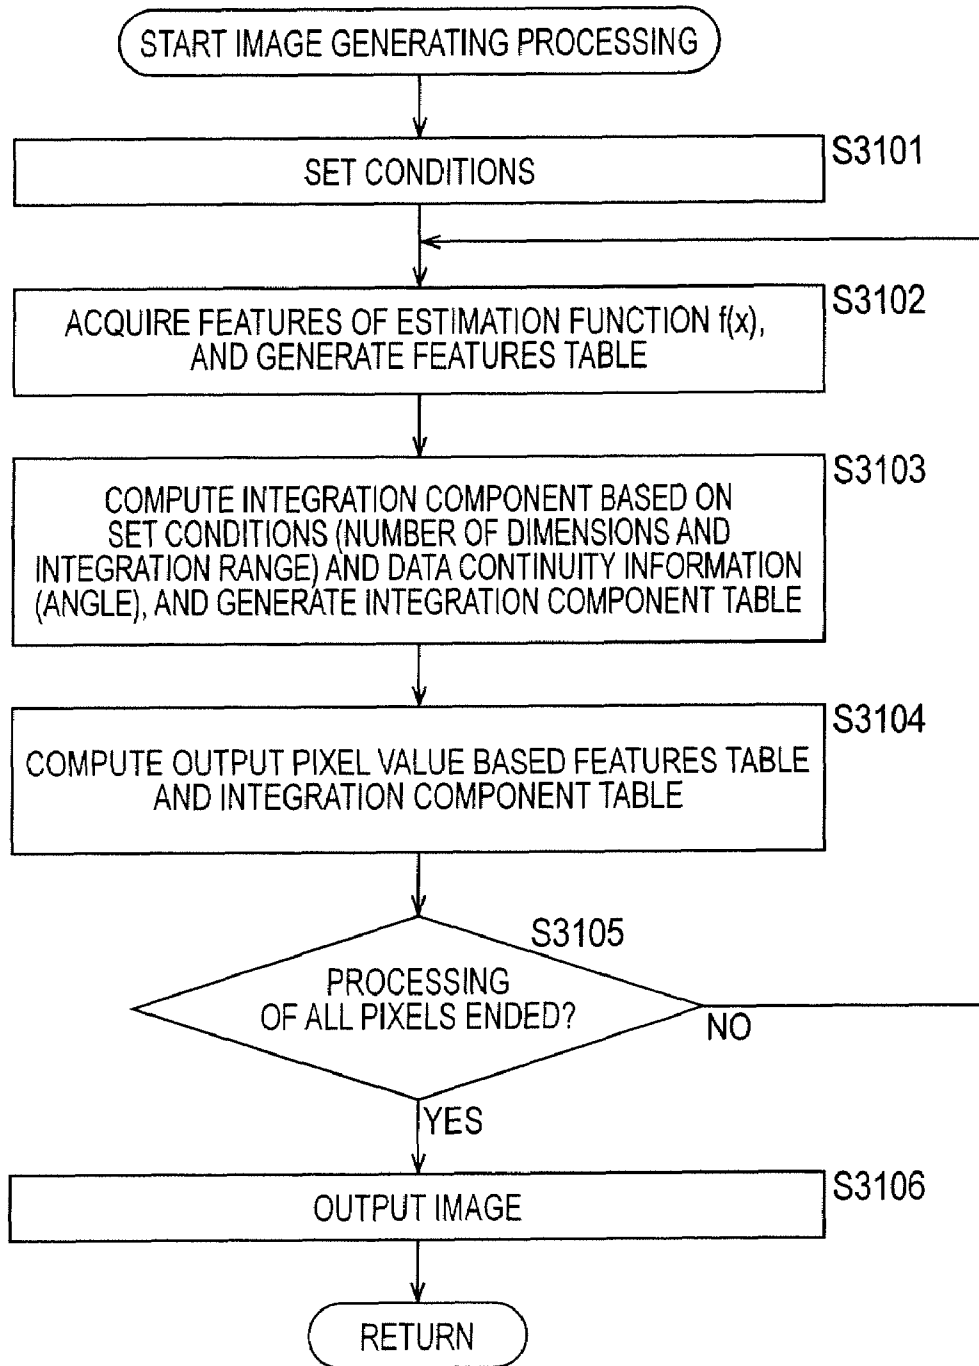 START IMAGE GENERATING PROCESSING
S3101
SET CONDITIONS
S3102
ACQUIRE FEATURES OF ESTIMATION FUNCTION f(x),
AND GENERATE FEATURES TABLE
S3103
COMPUTE INTEGRATION COMPONENT BASED ON
SET CONDITIONS (NUMBER OF DIMENSIONS AND
INTEGRATION RANGE) AND DATA CONTINUITY INFORMATION
(ANGLE), AND GENERATE INTEGRATION COMPONENT TABLE
S3104
COMPUTE OUTPUT PIXEL VALUE BASED FEATURES TABLE
AND INTEGRATION COMPONENT TABLE
S3105
PROCESSING
OF ALL PIXELS ENDED?
NO
YES
S3106
OUTPUT IMAGE
RETURN